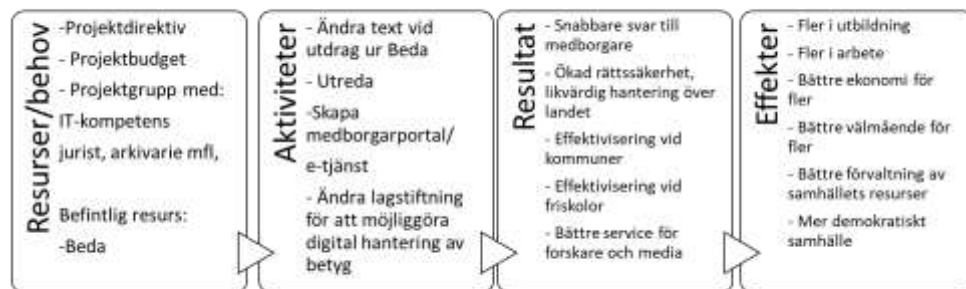 Resurser/behov
-Projektdirektiv
- Projektbudget
- Projektgrupp med:
IT-kompetens
jurist, arkivarie mfl,
Befintlig resurs:
-Beda
Aktiviteter
- Ändra text vid
utdrag ur Beda
- Utreda
-Skapa
medborgarportal/
e-tjänst
- Ändra lagstiftning
för att möjliggöra
digital hantering av
betyg
Resultat
- Snabbare svar till
medborgare
- Ökad rättssäkerhet,
likvärdig hantering över
landet
- Effektivisering vid
kommuner
- Effektivisering vid
friskolor
- Bättre service för
forskare och media
Effekter
- Fler i utbildning
- Fler i arbete
- Bättre ekonomi för
fler
- Bättre välmående för
fler
- Bättre förvaltning av
samhällets resurser
- Mer demokratiskt
samhälle